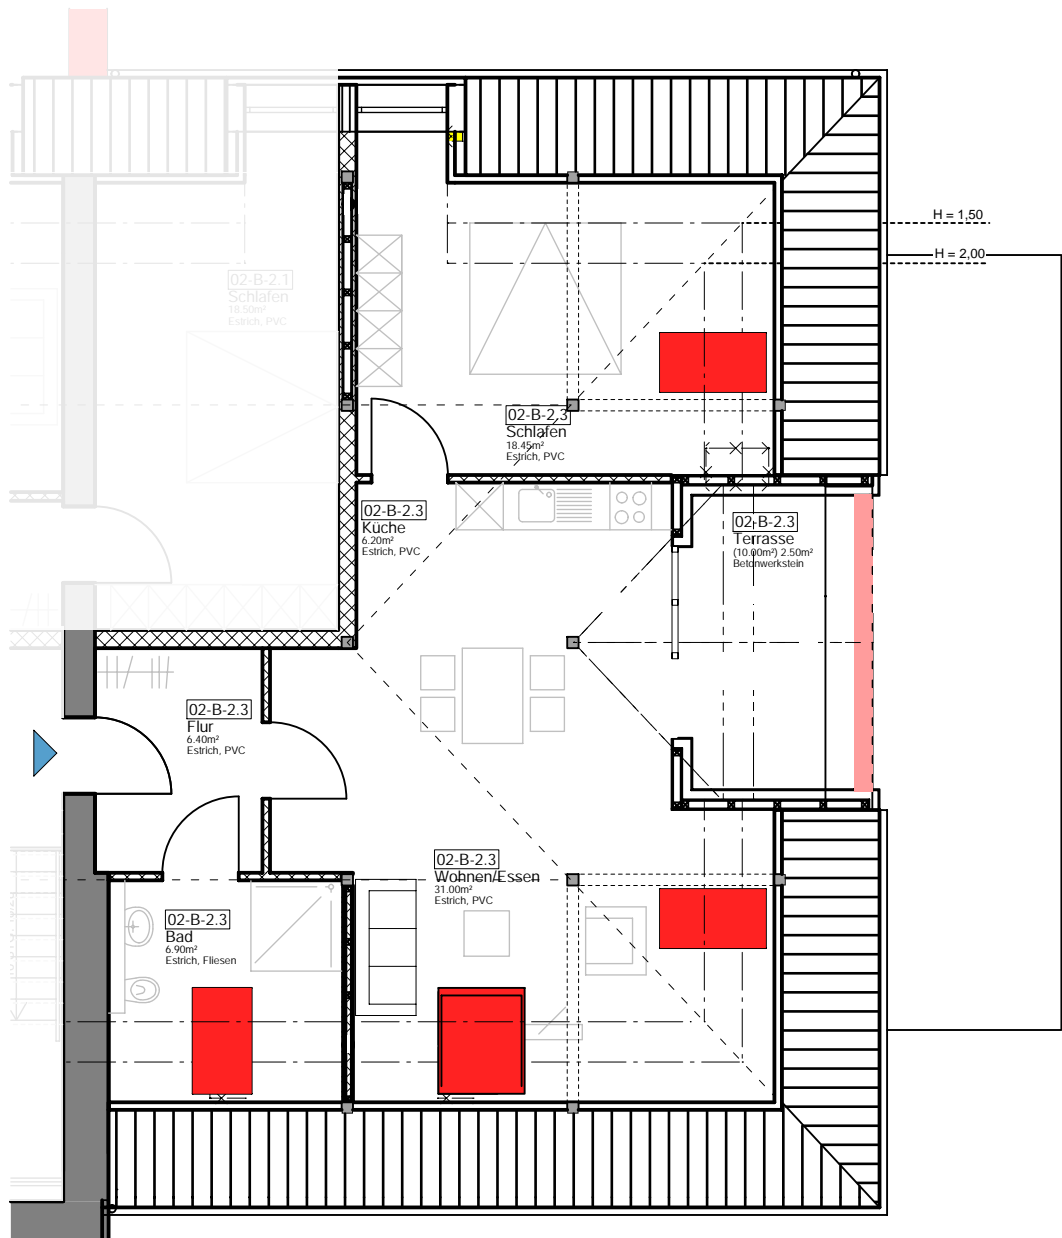 H = 1,50
H = 2,00
02-B-2.1
Schlafen
18.50m²
Estrich, PVC
02-B-2.3
Schlafen
18.45m²
Estrich, PVC
02-B-2.3
Küche
6.20m²
Estrich, PVC
02-B-2.3
Terrasse
(10.00m²) 2.50m²
Betonwerkstein
02-B-2.3
Flur
6.40m²
Estrich, PVC
02-B-2.3
Wohnen/Essen
31.00m²
Estrich, PVC
02-B-2.3
Bad
6.90m²
Estrich, Fliesen